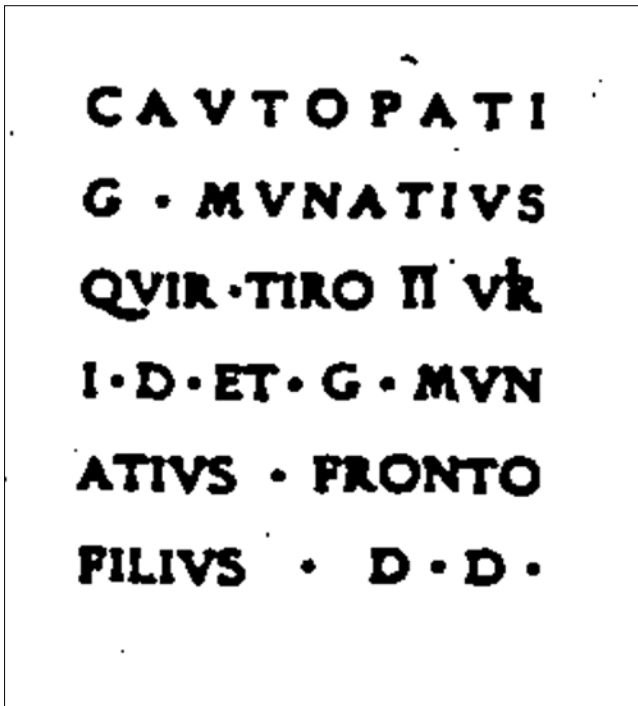 CAVTOPATI
G · MVNATIVS
QVIR · TIRO II VIR
I · D · ET · G · MVN
ATIVS · FRONTO
FILIVS · D · D ·